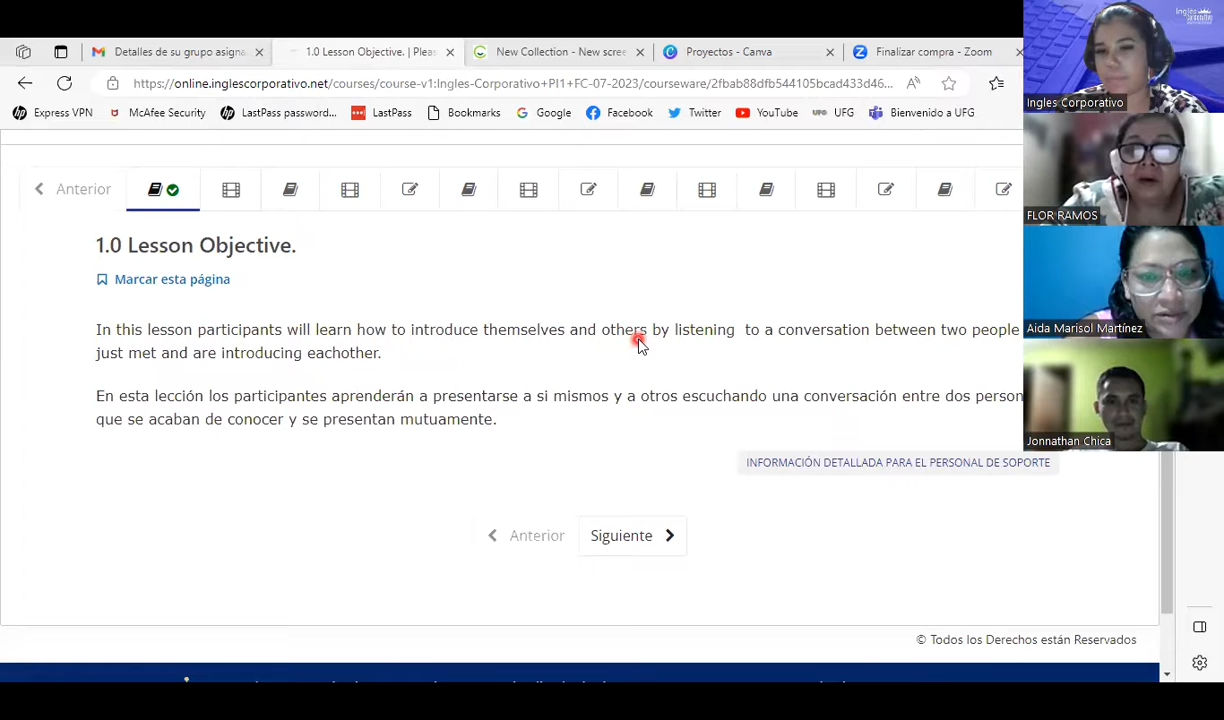 Detalles de su grupo asigna
1.0 Lesson Objective. | Pleas
New Collection - New scree
Proyectos - Canva
Finalizar compra - Zoom
https://online.inglescorporativo.net/courses/course-v1:Ingles-Corporativo+PI1+FC-07-2023/courseware/2fbab88dfb544105bcad433d46...
Express VPN
McAfee Security
LastPass password...
LastPass
Bookmarks
Google
Facebook
Twitter
YouTube
UFG
Bienvenido a UFG
Ingles Corporativo
FLOR RAMOS
Aida Marisol Martínez
Jonnathan Chica
Anterior
1.0 Lesson Objective.
Marcar esta página
In this lesson participants will learn how to introduce themselves and others by listening to a conversation between two people
just met and are introducing eachother.
En esta lección los participantes aprenderán a presentarse a si mismos y a otros escuchando una conversación entre dos person
que se acaban de conocer y se presentan mutuamente.
INFORMACIÓN DETALLADA PARA EL PERSONAL DE SOPORTE
Anterior
Siguiente
© Todos los Derechos están Reservados